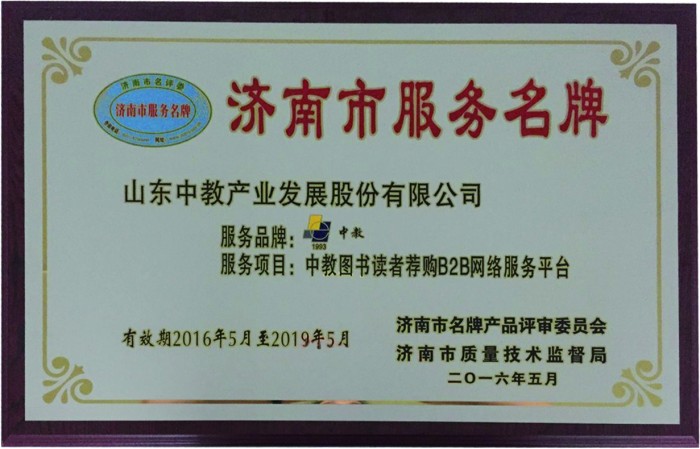 济南市名评委
济南市服务名牌
济南市服务名牌
山东中教产业发展股份有限公司
服务品牌：中教
1993
服务项目：中教图书读者荐购B2B网络服务平台
有效期2016年5月至2019年5月
济南市名牌产品评审委员会
济南市质量技术监督局
二〇一六年五月